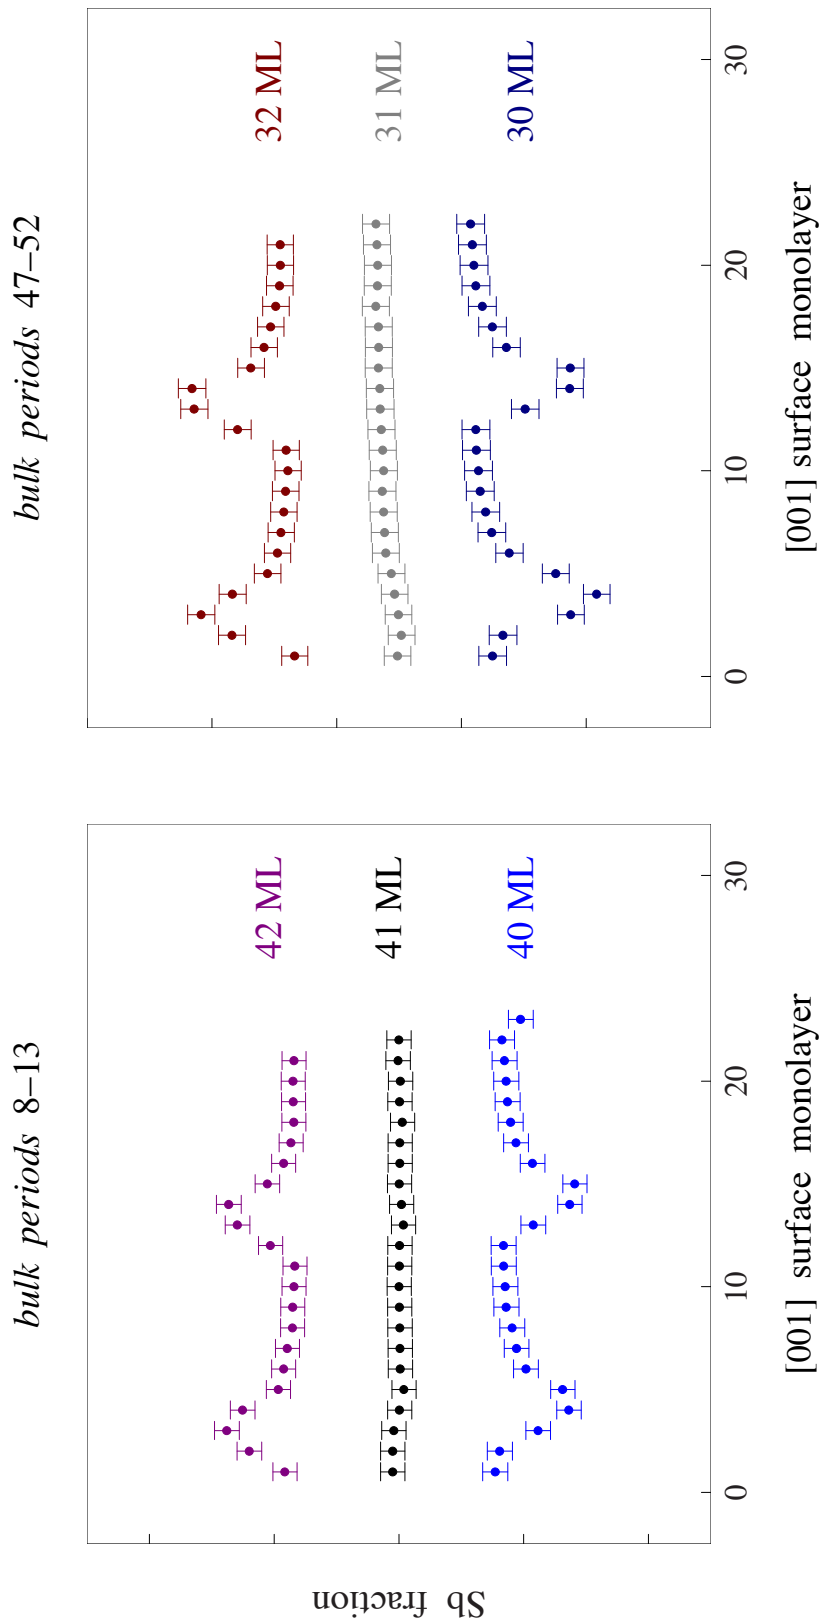 bulk periods 8–13
42 ML
41 ML
40 ML
0
10
20
30
[001] surface monolayer
Sb fraction
bulk periods 47–52
32 ML
31 ML
30 ML
0
10
20
30
[001] surface monolayer